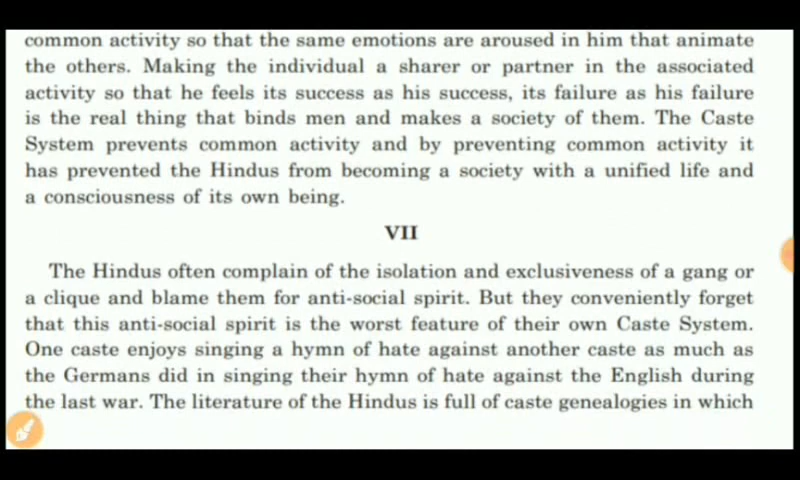 common activity so that the same emotions are aroused in him that animate
the others. Making the individual a sharer or partner in the associated
activity so that he feels its success as his success, its failure as his failure
is the real thing that binds men and makes a society of them. The Caste
System prevents common activity and by preventing common activity it
has prevented the Hindus from becoming a society with a unified life and
a consciousness of its own being.
VII
The Hindus often complain of the isolation and exclusiveness of a gang or
a clique and blame them for anti-social spirit. But they conveniently forget
that this anti-social spirit is the worst feature of their own Caste System.
One caste enjoys singing a hymn of hate against another caste as much as
the Germans did in singing their hymn of hate against the English during
the last war. The literature of the Hindus is full of caste genealogies in which